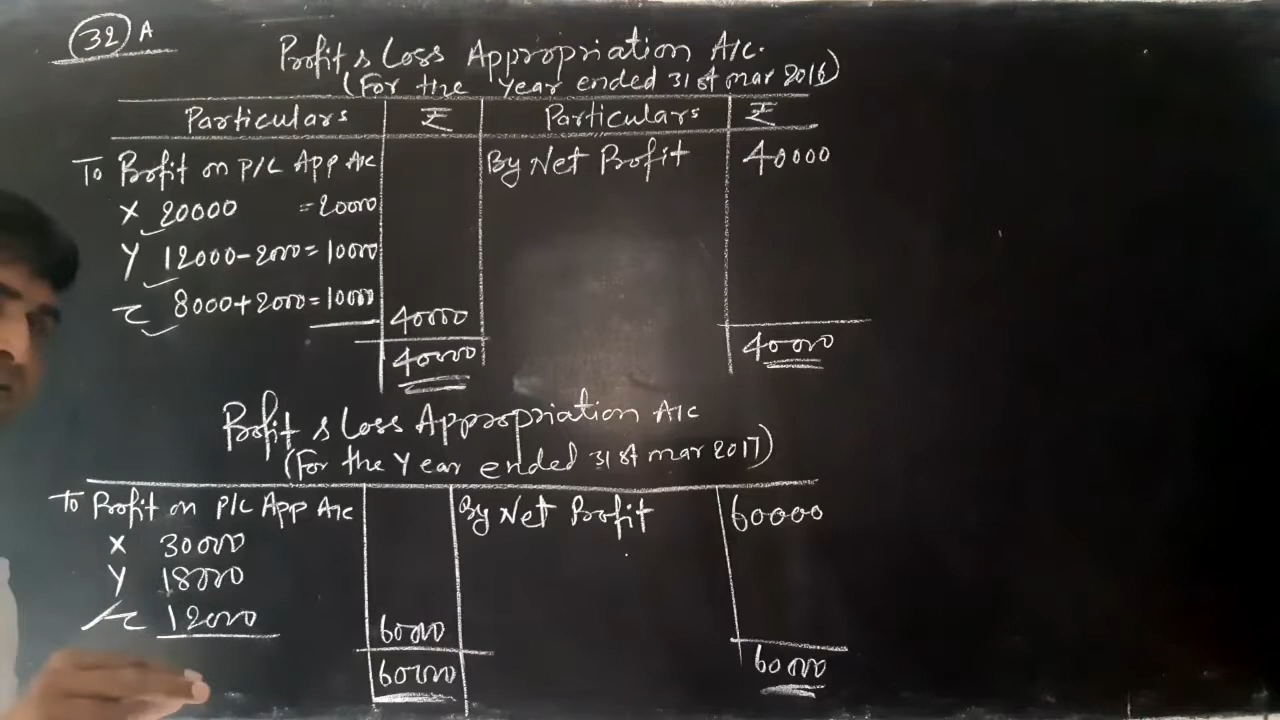 32 A
Profit & Loss Appropriation A/c.
(For the Year ended 31st mar 2016)
Particulars ₹ Particulars ₹
To Profit on P/L App A/c By Net Profit 40000
X 20000 = 20000
Y 12000-2000 = 10000
Z 8000+2000 = 10000 40000
40000 40000
Profit & Loss Appropriation A/c
(For the Year ended 31st mar 2017)
To Profit on P/L App A/c By Net Profit 60000
X 30000
Y 18000
Z 12000 60000
60000 60000